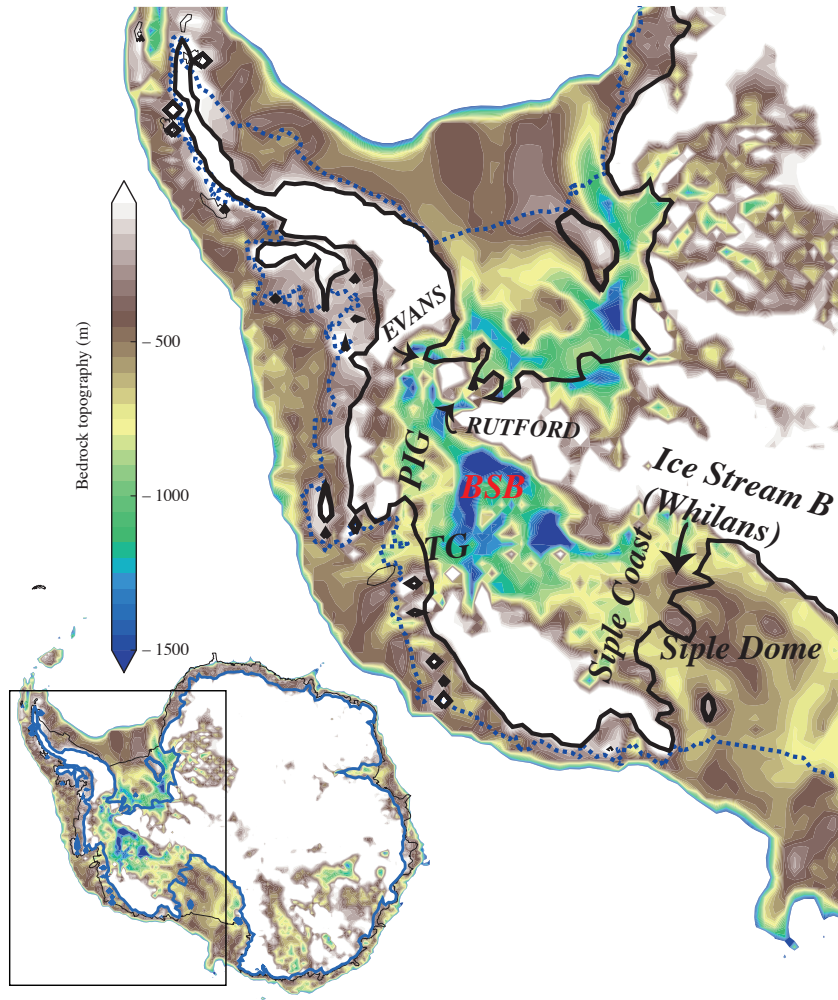 Bedrock topography (m)
– 500
– 1000
– 1500
EVANS
RUTFORD
PIG
BSB
TG
Ice Stream B
(Whilans)
Siple Coast
Siple Dome